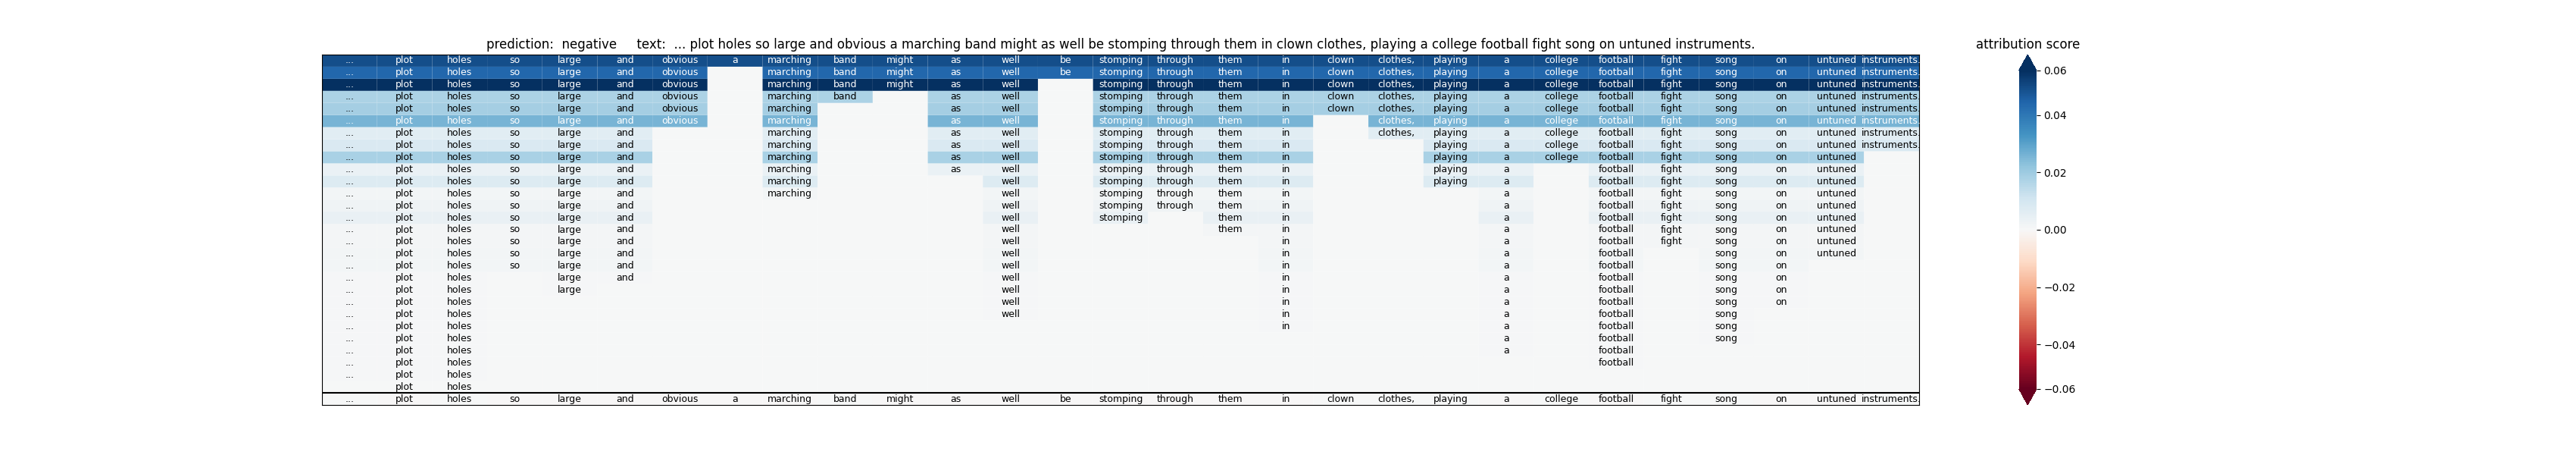 prediction:  negative     text:  ... plot holes so large and obvious a marching band might as well be stomping through them in clown clothes, playing a college football fight song on untuned instruments.
... plot holes so large and obvious a marching band might as well be stomping through them in clown clothes, playing a college football fight song on untuned instruments.
... plot holes so large and obvious marching band might as well be stomping through them in clown clothes, playing a college football fight song on untuned instruments.
... plot holes so large and obvious marching band might as well stomping through them in clown clothes, playing a college football fight song on untuned instruments.
... plot holes so large and obvious marching band as well stomping through them in clown clothes, playing a college football fight song on untuned instruments.
... plot holes so large and obvious marching as well stomping through them in clown clothes, playing a college football fight song on untuned instruments.
... plot holes so large and obvious marching as well stomping through them in clothes, playing a college football fight song on untuned instruments.
... plot holes so large and marching as well stomping through them in clothes, playing a college football fight song on untuned instruments.
... plot holes so large and marching as well stomping through them in playing a college football fight song on untuned instruments.
... plot holes so large and marching as well stomping through them in playing a college football fight song on untuned
... plot holes so large and marching as well stomping through them in playing a football fight song on untuned
... plot holes so large and marching well stomping through them in playing a football fight song on untuned
... plot holes so large and marching well stomping through them in a football fight song on untuned
... plot holes so large and well stomping through them in a football fight song on untuned
... plot holes so large and well stomping them in a football fight song on untuned
... plot holes so large and well them in a football fight song on untuned
... plot holes so large and well in a football fight song on untuned
... plot holes so large and well in a football song on untuned
... plot holes so large and well in a football song on
... plot holes large and well in a football song on
... plot holes large well in a football song on
... plot holes well in a football song on
... plot holes well in a football song
... plot holes in a football song
... plot holes a football song
... plot holes a football
... plot holes football
... plot holes
plot holes
... plot holes so large and obvious a marching band might as well be stomping through them in clown clothes, playing a college football fight song on untuned instruments.
attribution score
0.06
0.04
0.02
0.00
−0.02
−0.04
−0.06